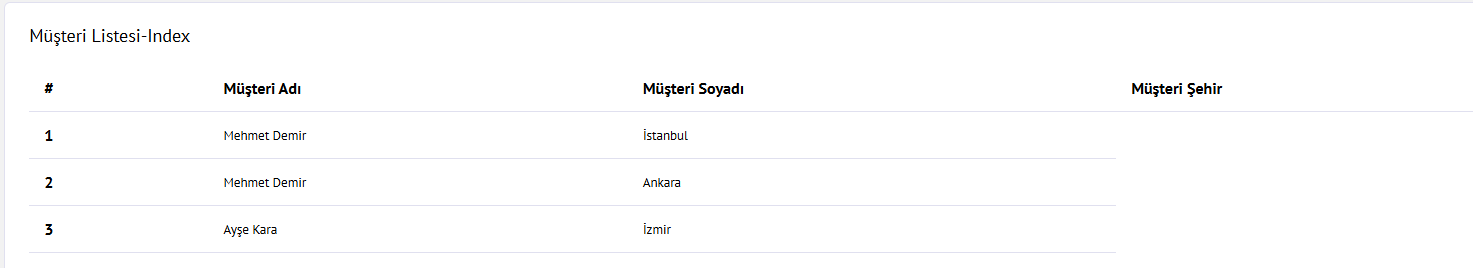 Müşteri Listesi-Index
# Müşteri Adı Müşteri Soyadı Müşteri Şehir
1 Mehmet Demir İstanbul
2 Mehmet Demir Ankara
3 Ayşe Kara İzmir